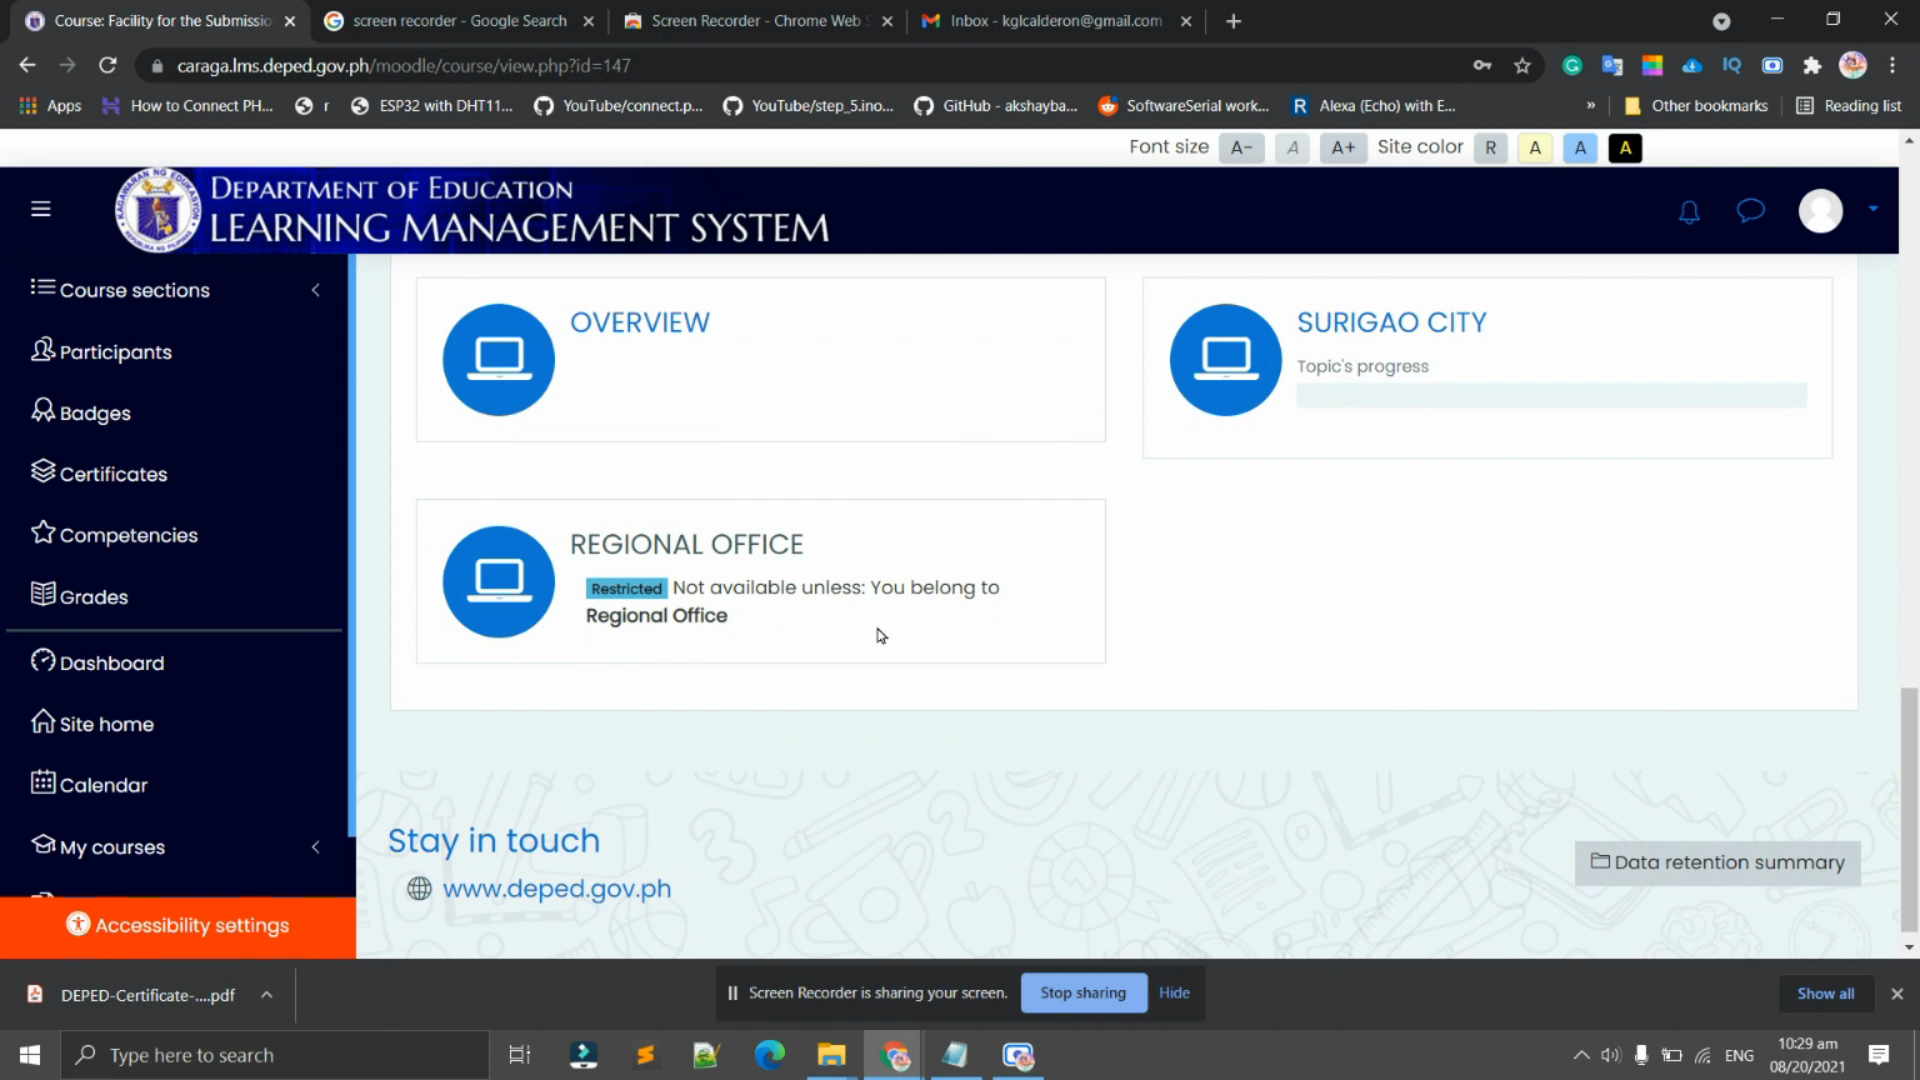 Course: Facility for the Submissio
screen recorder - Google Search
Screen Recorder - Chrome Web S
Inbox - kglcalderon@gmail.com
caraga.lms.deped.gov.ph/moodle/course/view.php?id=147
Apps
How to Connect PH...
r
ESP32 with DHT11...
YouTube/connect.p...
YouTube/step_5.ino...
GitHub - akshayba...
SoftwareSerial work...
Alexa (Echo) with E...
»
Other bookmarks
Reading list
Font size A- A A+ Site color R A A A
DEPARTMENT OF EDUCATION
LEARNING MANAGEMENT SYSTEM
Course sections
Participants
Badges
Certificates
Competencies
Grades
Dashboard
Site home
Calendar
My courses
Accessibility settings
OVERVIEW
SURIGAO CITY
Topic's progress
REGIONAL OFFICE
Restricted Not available unless: You belong to
Regional Office
Stay in touch
www.deped.gov.ph
Data retention summary
DEPED-Certificate-....pdf
Screen Recorder is sharing your screen.
Stop sharing
Hide
Show all
Type here to search
ENG
10:29 am
08/20/2021